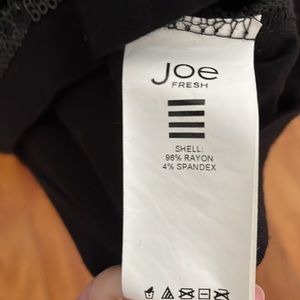 Joe
FRESH
SHELL:
96% RAYON
4% SPANDEX